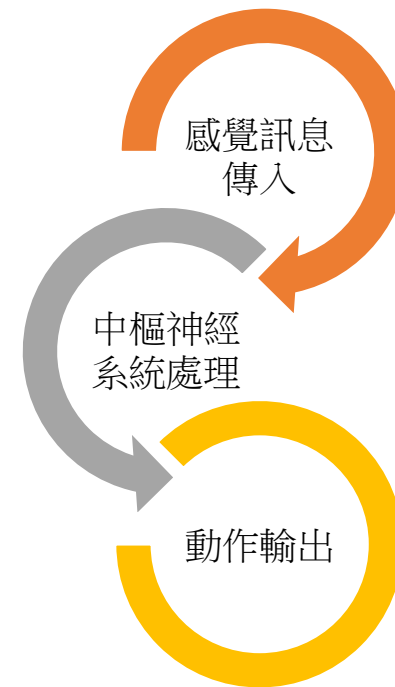 感覺訊息
傳入
中樞神經
系統處理
動作輸出